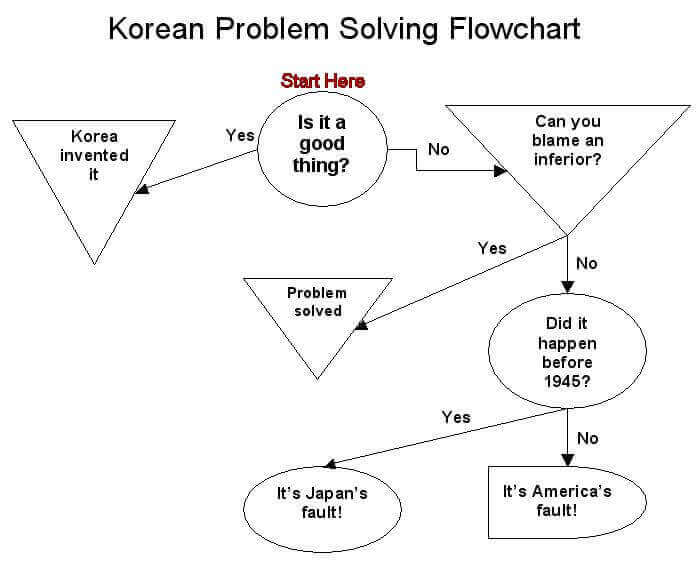 Korean Problem Solving Flowchart
Start Here
Is it a
good
thing?
Yes
No
Korea
invented
it
Can you
blame an
inferior?
Yes
No
Problem
solved
Did it
happen
before
1945?
Yes
No
It's Japan's
fault!
It's America's
fault!